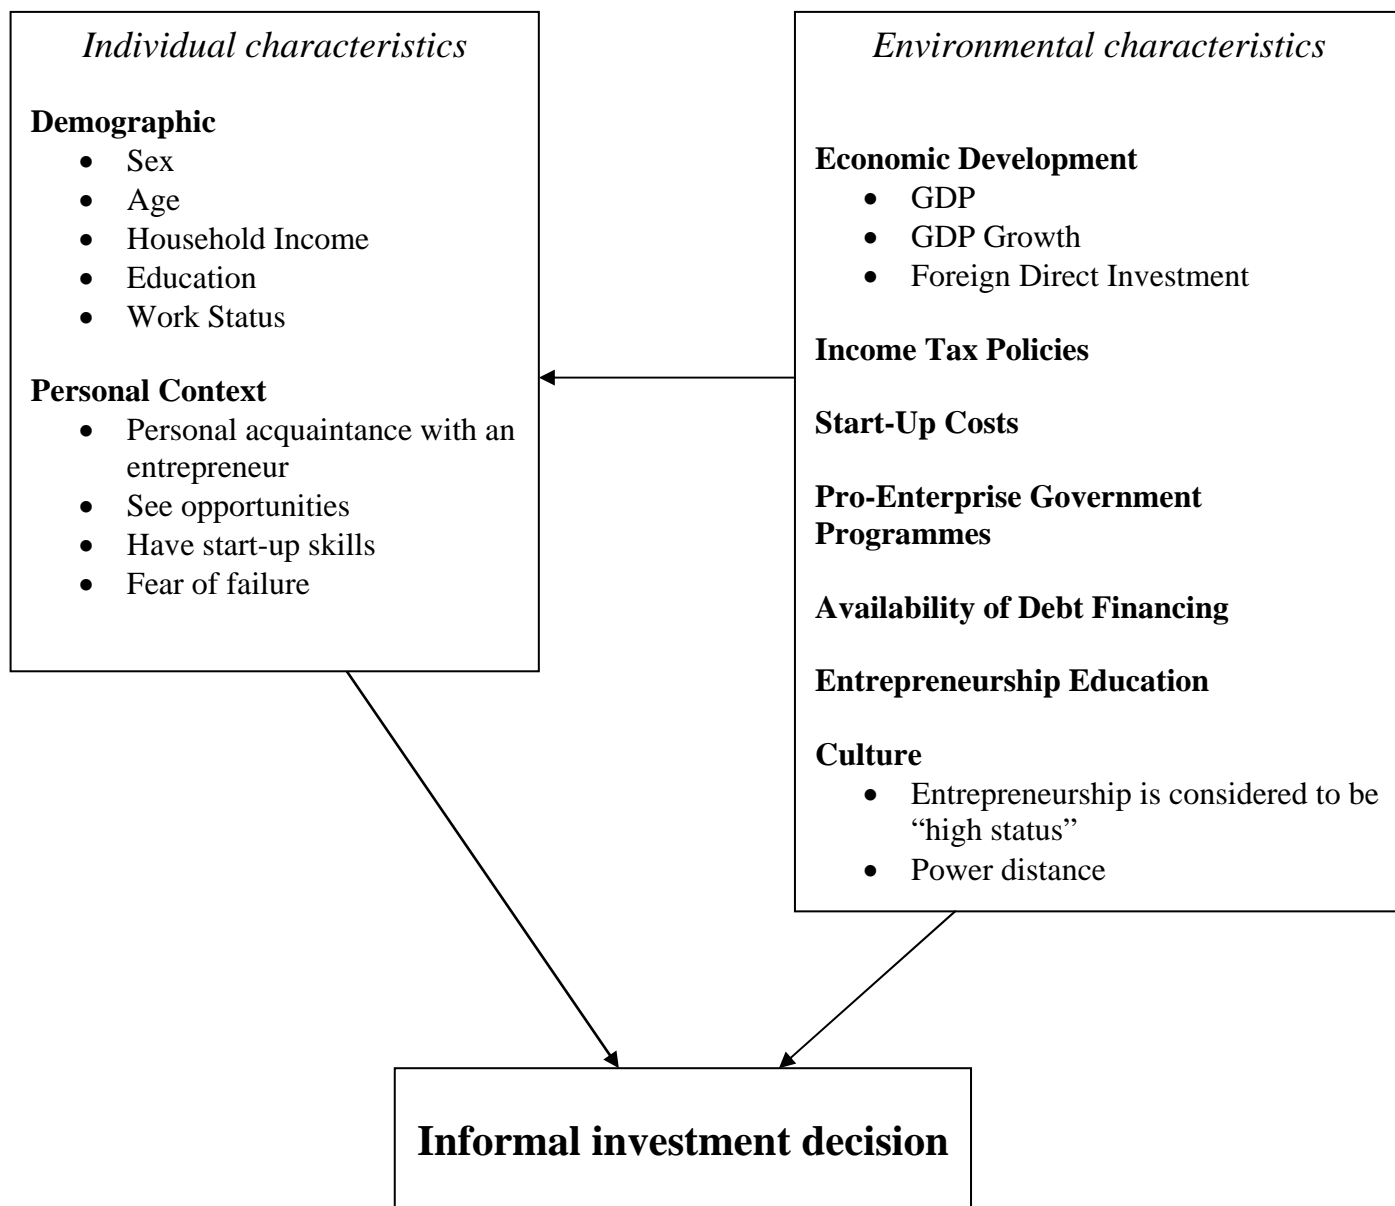 Individual characteristics
Demographic
• Sex
• Age
• Household Income
• Education
• Work Status
Personal Context
• Personal acquaintance with an
entrepreneur
• See opportunities
• Have start-up skills
• Fear of failure
Environmental characteristics
Economic Development
• GDP
• GDP Growth
• Foreign Direct Investment
Income Tax Policies
Start-Up Costs
Pro-Enterprise Government
Programmes
Availability of Debt Financing
Entrepreneurship Education
Culture
• Entrepreneurship is considered to be
“high status”
• Power distance
Informal investment decision